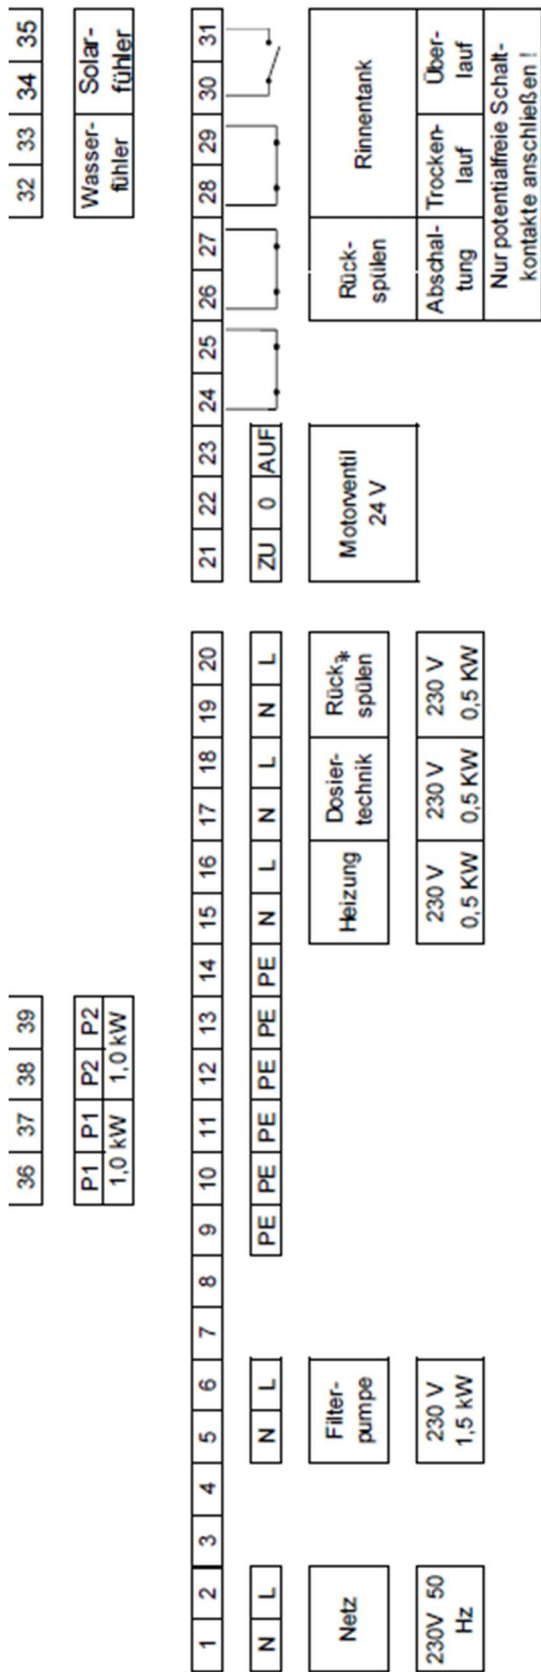 36 37 38 39 32 33 34 35
P1 P1 P2 P2 Wasser- Solar-
1,0 kW 1,0 kW fühler fühler
1 2 3 4 5 6 7 8 9 10 11 12 13 14 15 16 17 18 19 20 21 22 23 24 25 26 27 28 29 30 31
N L N L PE PE PE PE PE PE N L N L N L ZU 0 AUF
Netz
Filter-
pumpe
Heizung
Dosier-
technik
Rück-*
spülen
Motorventil
24 V
Rück-
spülen
Rinnentank
230V 50
Hz
230 V
1,5 kW
230 V
0,5 KW
230 V
0,5 KW
230 V
0,5 KW
Abschal-
tung
Trocken-
lauf
Über-
lauf
Nur potentialfreie Schalt-
kontakte anschließen !